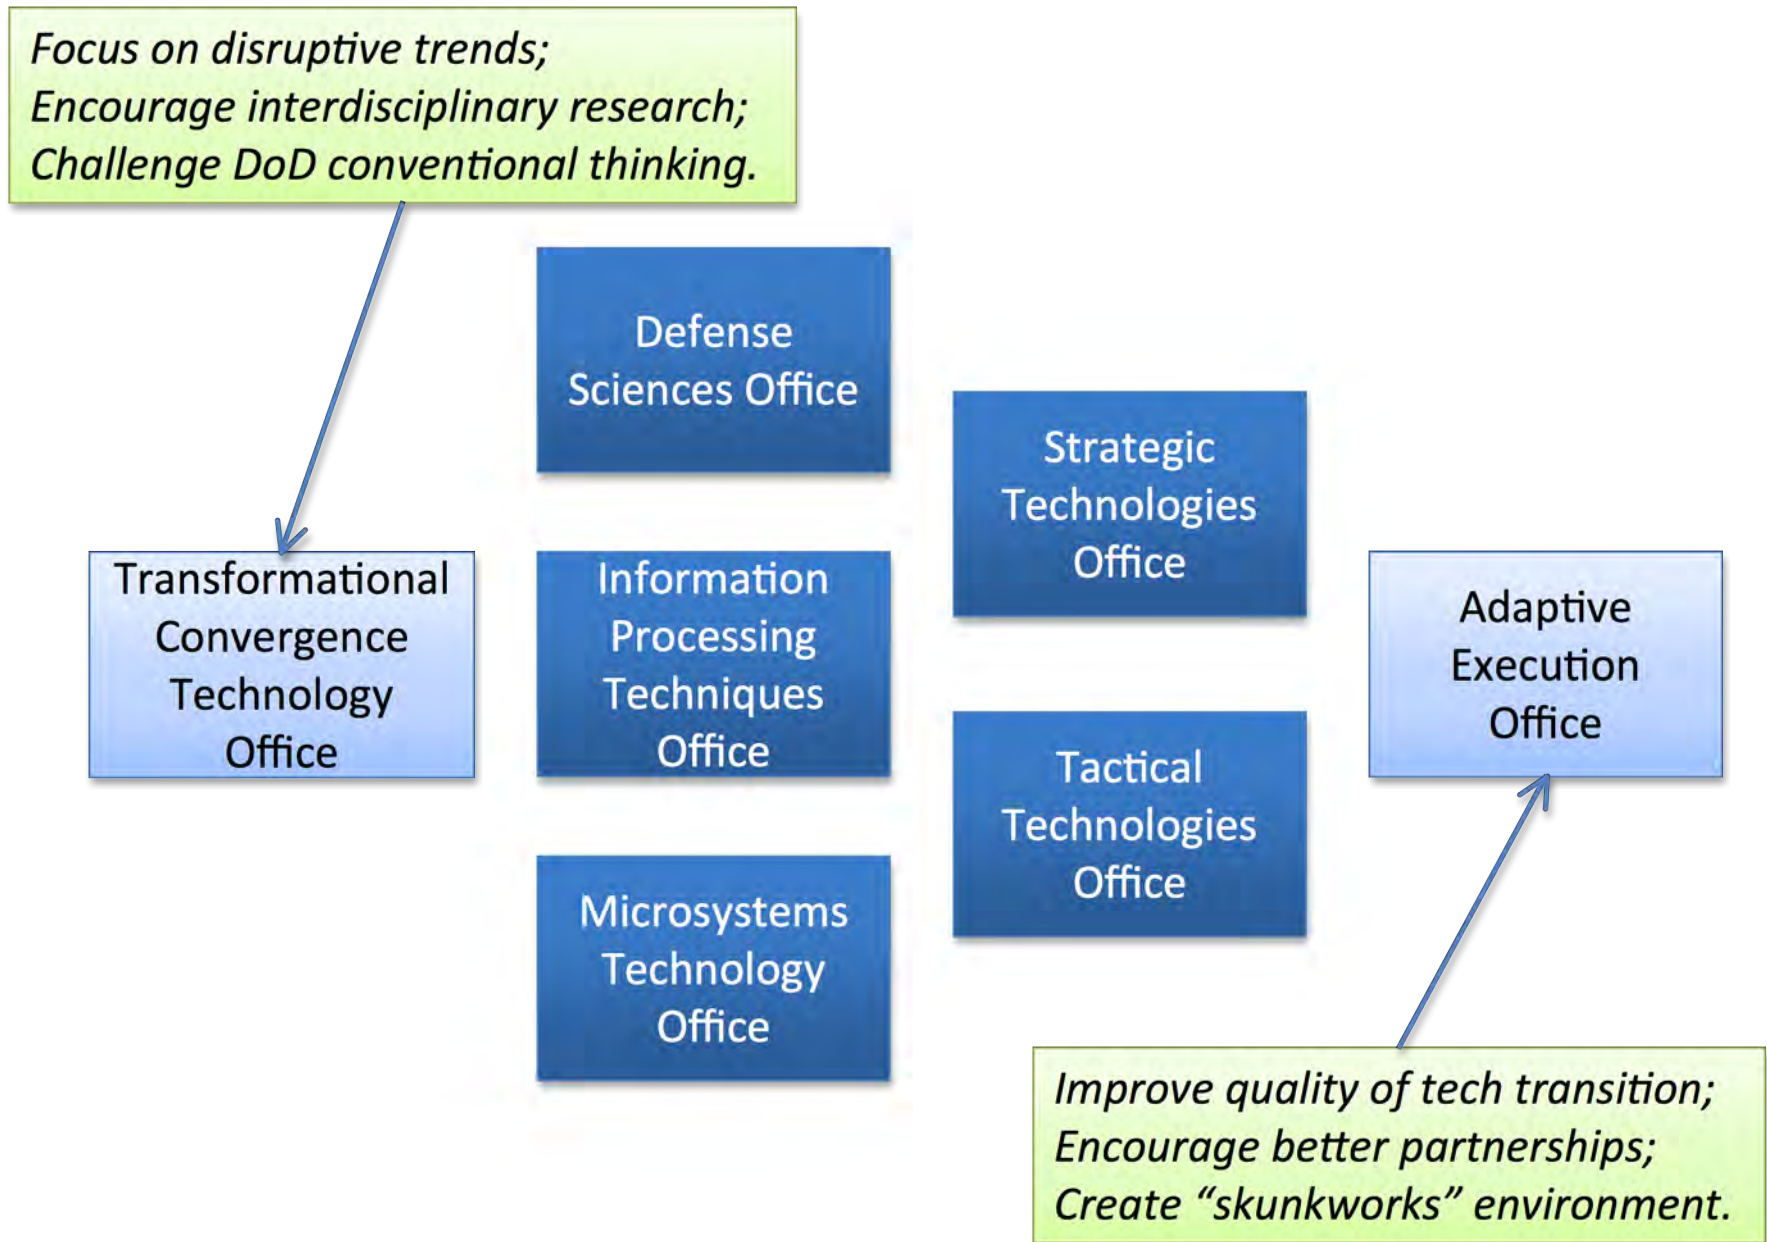 Focus on disruptive trends;
Encourage interdisciplinary research;
Challenge DoD conventional thinking.
Defense
Sciences Office
Strategic
Technologies
Office
Transformational
Convergence
Technology
Office
Information
Processing
Techniques
Office
Adaptive
Execution
Office
Tactical
Technologies
Office
Microsystems
Technology
Office
Improve quality of tech transition;
Encourage better partnerships;
Create “skunkworks” environment.